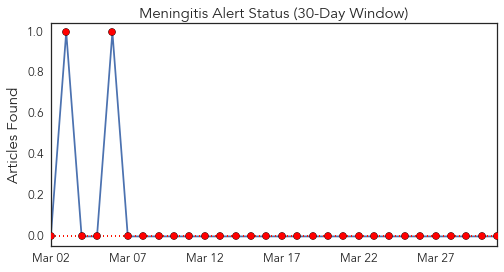 Meningitis Alert Status (30-Day Window)
Articles Found
1.0
0.8
0.6
0.4
0.2
0.0
Mar 02 Mar 07 Mar 12 Mar 17 Mar 22 Mar 27